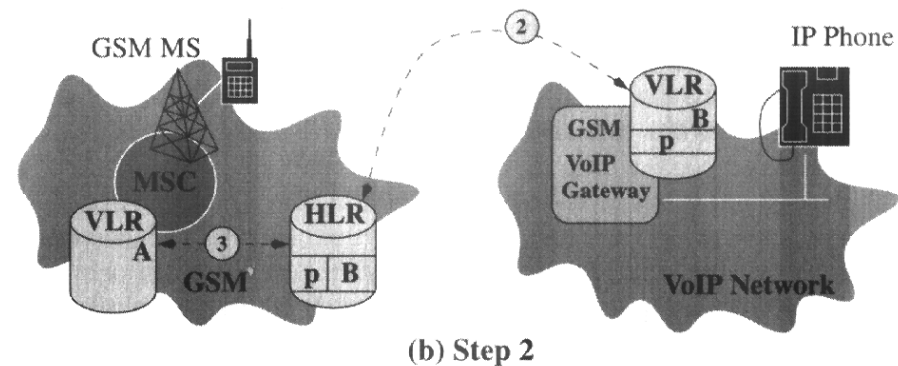 GSM MS
2
IP Phone
VLR
B
GSM
p
VoIP
Gateway
MSC
VLR
A
3
HLR
p B
GSM
VoIP Network
(b) Step 2